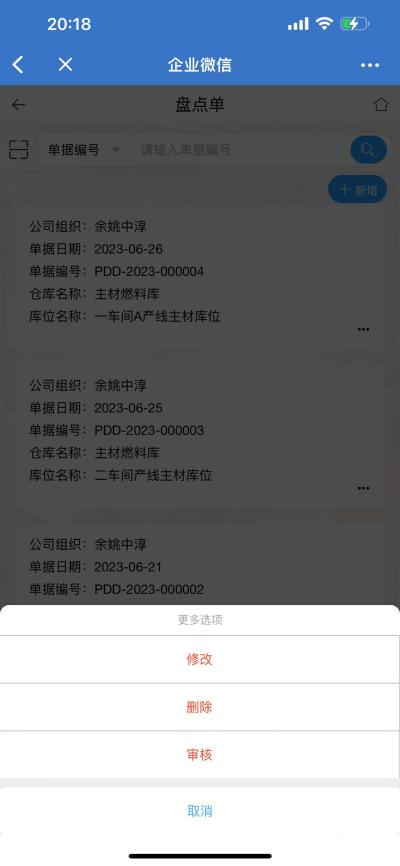 20:18
企业微信
盘点单
单据编号 请输入单据编号
新增
公司组织：余姚中淳
单据日期：2023-06-26
单据编号：PDD-2023-000004
仓库名称：主材燃料库
库位名称：一车间A产线主材库位
公司组织：余姚中淳
单据日期：2023-06-25
单据编号：PDD-2023-000003
仓库名称：主材燃料库
库位名称：二车间产线主材库位
公司组织：余姚中淳
单据日期：2023-06-21
单据编号：PDD-2023-000002
更多选项
修改
删除
审核
取消